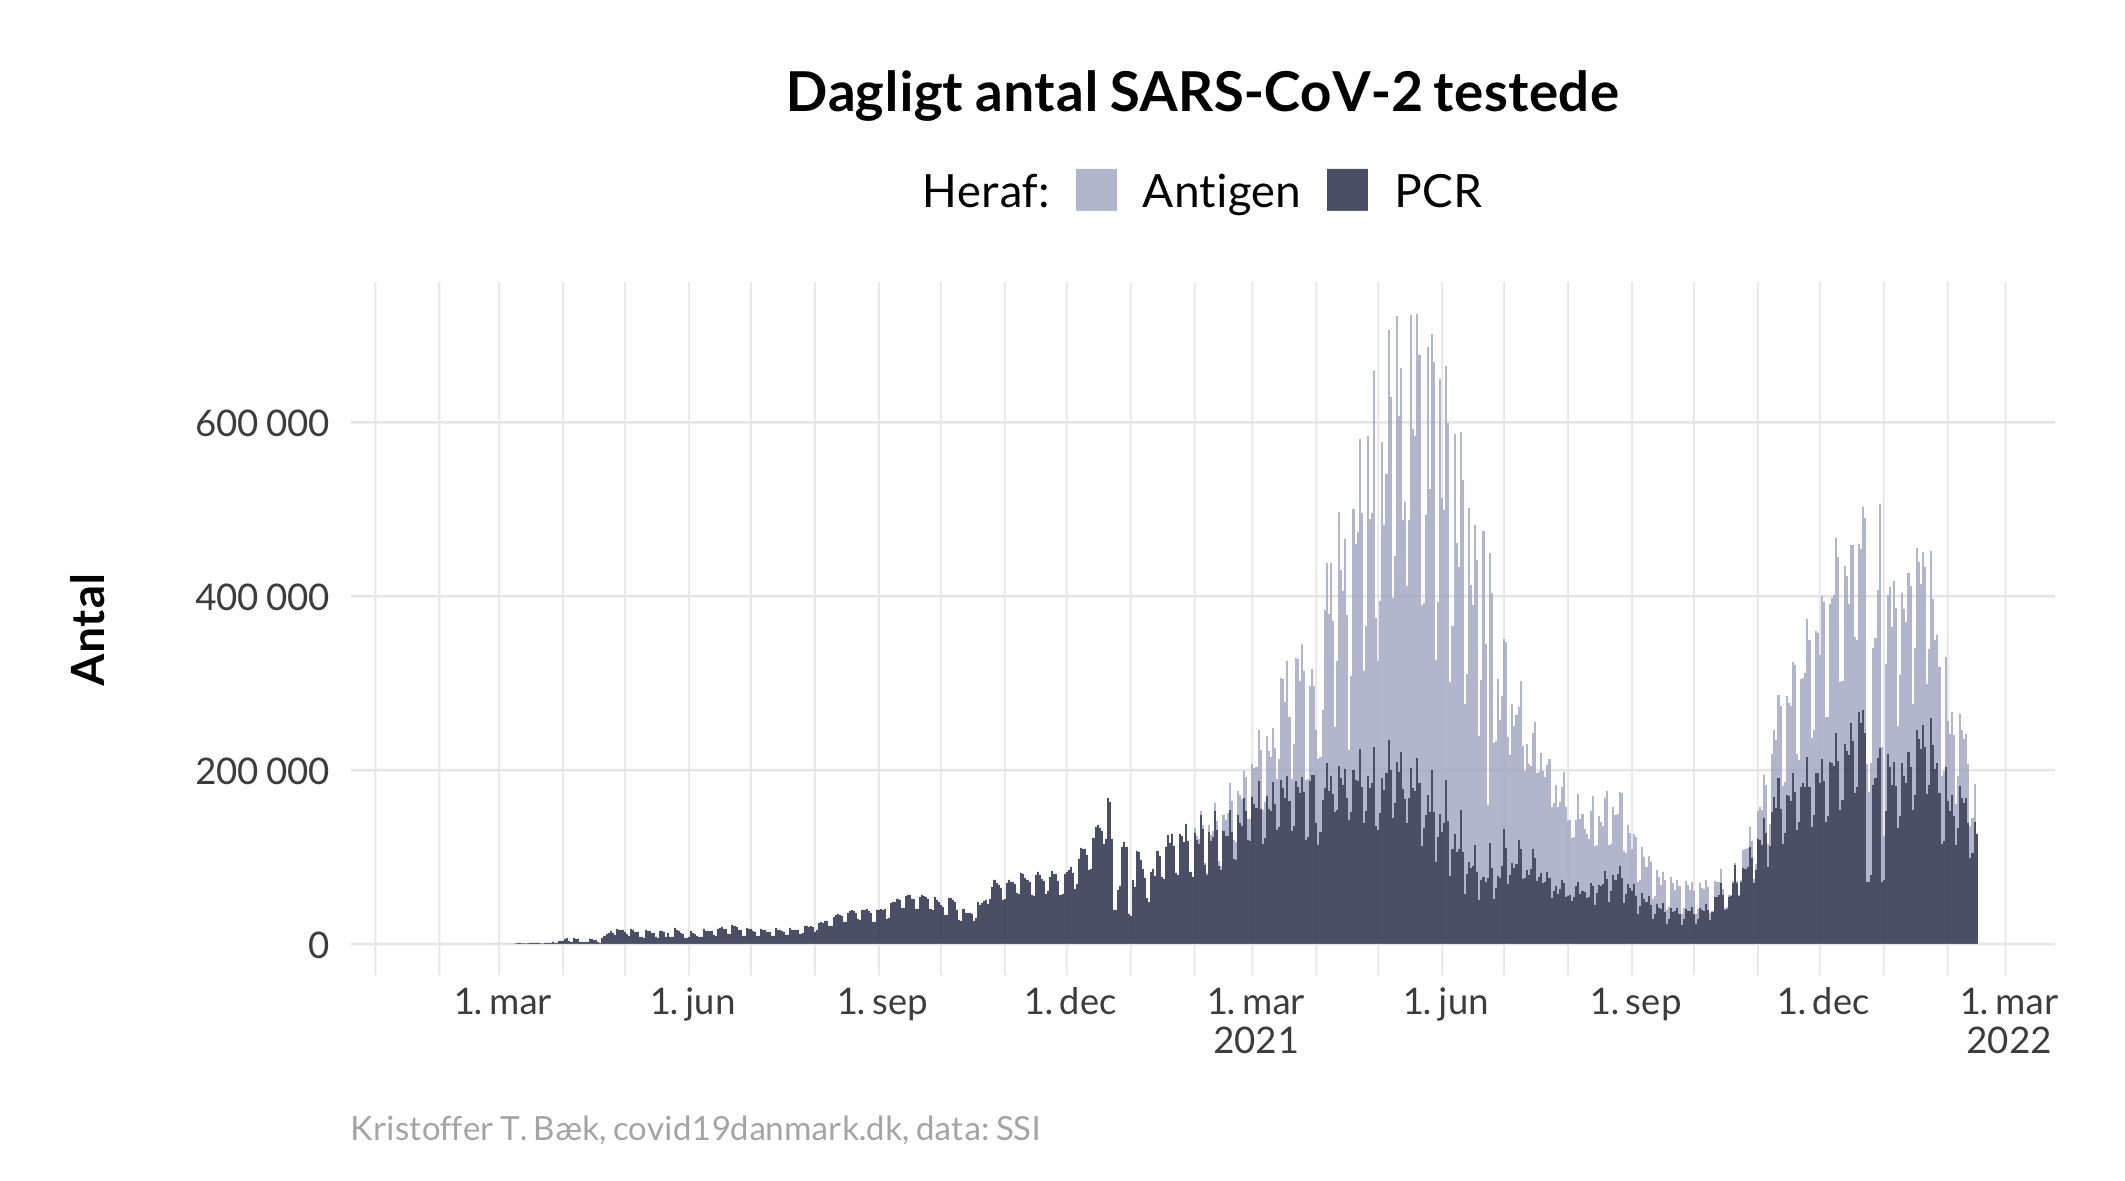 Dagligt antal SARS-CoV-2 testede
Heraf: Antigen PCR
Antal
600 000
400 000
200 000
0
1. mar 1. jun 1. sep 1. dec 1. mar 1. jun 1. sep 1. dec 1. mar
2021 2022
Kristoffer T. Bæk, covid19danmark.dk, data: SSI